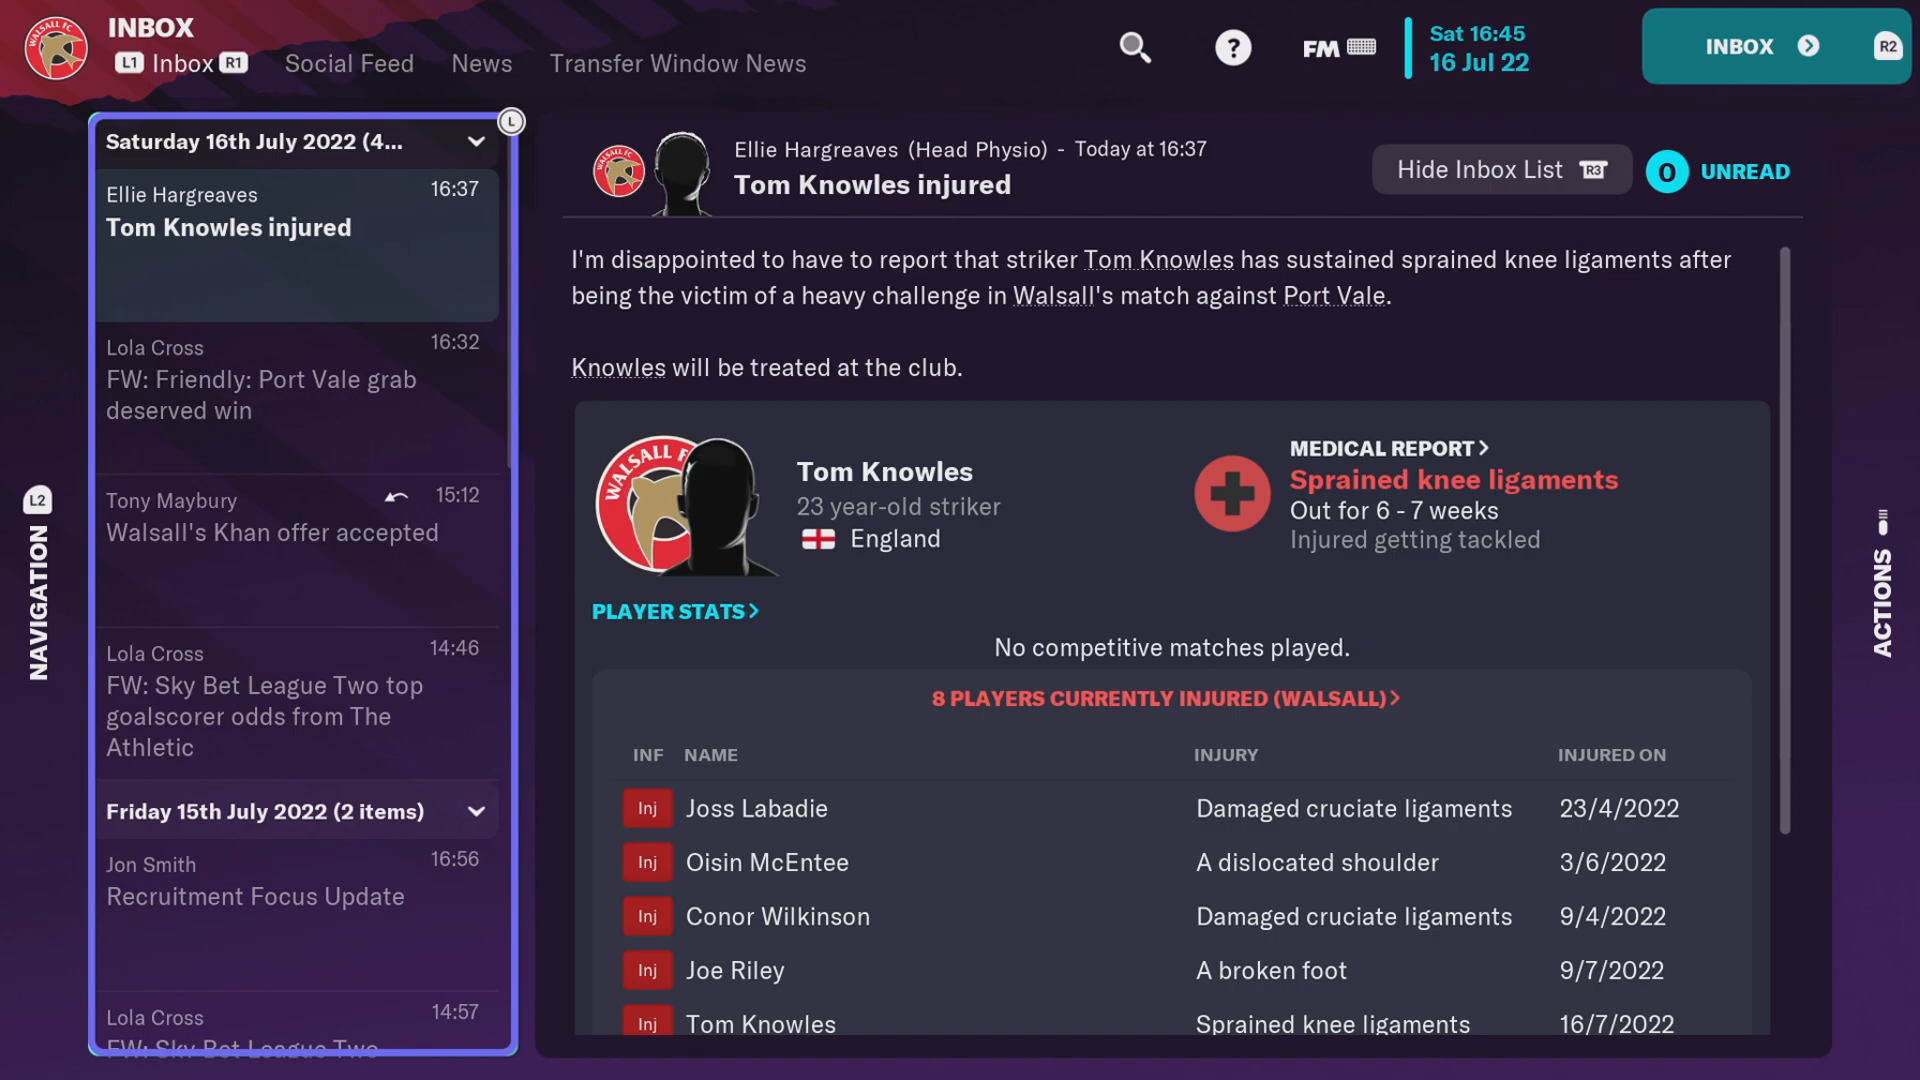 INBOX
L1 Inbox R1 Social Feed News Transfer Window News
FM
Sat 16:45
16 Jul 22
INBOX R2
L
Saturday 16th July 2022 (4...
Ellie Hargreaves 16:37
Tom Knowles injured
Lola Cross 16:32
FW: Friendly: Port Vale grab
deserved win
Tony Maybury 15:12
Walsall's Khan offer accepted
Lola Cross 14:46
FW: Sky Bet League Two top
goalscorer odds from The
Athletic
Friday 15th July 2022 (2 items)
Jon Smith 16:56
Recruitment Focus Update
Lola Cross 14:57
FW: Sky Bet League Two
L2
NAVIGATION
WALSALL FC
Ellie Hargreaves (Head Physio) - Today at 16:37
Tom Knowles injured
Hide Inbox List R3
0 UNREAD
I'm disappointed to have to report that striker Tom Knowles has sustained sprained knee ligaments after
being the victim of a heavy challenge in Walsall's match against Port Vale.
Knowles will be treated at the club.
WALSALL F
Tom Knowles
23 year-old striker
England
MEDICAL REPORT
Sprained knee ligaments
Out for 6 - 7 weeks
Injured getting tackled
PLAYER STATS
No competitive matches played.
8 PLAYERS CURRENTLY INJURED (WALSALL)
INF NAME INJURY INJURED ON
Inj Joss Labadie Damaged cruciate ligaments 23/4/2022
Inj Oisin McEntee A dislocated shoulder 3/6/2022
Inj Conor Wilkinson Damaged cruciate ligaments 9/4/2022
Inj Joe Riley A broken foot 9/7/2022
Inj Tom Knowles Sprained knee ligaments 16/7/2022
ACTIONS